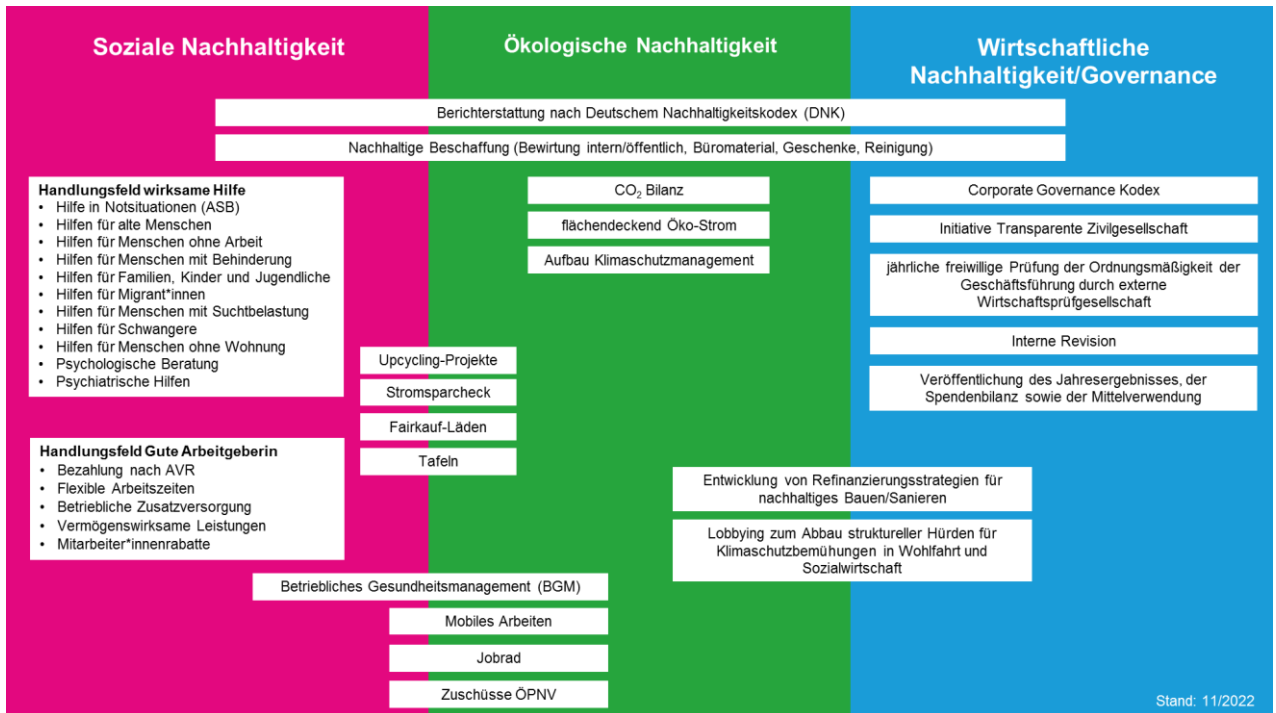 Soziale Nachhaltigkeit
Ökologische Nachhaltigkeit
Wirtschaftliche
Nachhaltigkeit/Governance
Berichterstattung nach Deutschem Nachhaltigkeitskodex (DNK)
Nachhaltige Beschaffung (Bewirtung intern/öffentlich, Büromaterial, Geschenke, Reinigung)
Handlungsfeld wirksame Hilfe
• Hilfe in Notsituationen (ASB)
• Hilfen für alte Menschen
• Hilfen für Menschen ohne Arbeit
• Hilfen für Menschen mit Behinderung
• Hilfen für Familien, Kinder und Jugendliche
• Hilfen für Migrant*innen
• Hilfen für Menschen mit Suchtbelastung
• Hilfen für Schwangere
• Hilfen für Menschen ohne Wohnung
• Psychologische Beratung
• Psychiatrische Hilfen
Handlungsfeld Gute Arbeitgeberin
• Bezahlung nach AVR
• Flexible Arbeitszeiten
• Betriebliche Zusatzversorgung
• Vermögenswirksame Leistungen
• Mitarbeiter*innenrabatte
Upcycling-Projekte
Stromsparcheck
Fairkauf-Läden
Tafeln
Betriebliches Gesundheitsmanagement (BGM)
Mobiles Arbeiten
Jobrad
Zuschüsse ÖPNV
CO₂ Bilanz
flächendeckend Öko-Strom
Aufbau Klimaschutzmanagement
Entwicklung von Refinanzierungsstrategien für
nachhaltiges Bauen/Sanieren
Lobbying zum Abbau struktureller Hürden für
Klimaschutzbemühungen in Wohlfahrt und
Sozialwirtschaft
Corporate Governance Kodex
Initiative Transparente Zivilgesellschaft
jährliche freiwillige Prüfung der Ordnungsmäßigkeit der
Geschäftsführung durch externe
Wirtschaftsprüfgesellschaft
Interne Revision
Veröffentlichung des Jahresergebnisses, der
Spendenbilanz sowie der Mittelverwendung
Stand: 11/2022